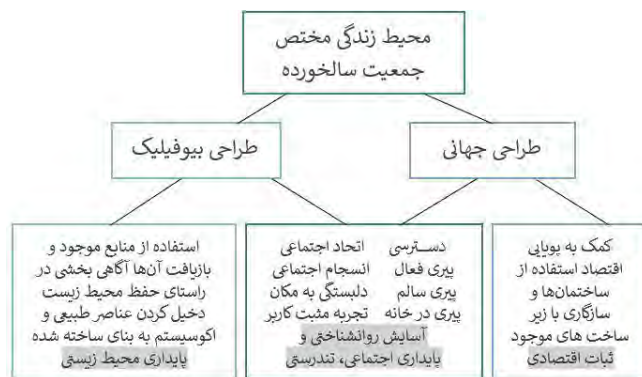 محیط زندگی مختص
جمعیت سالخورده
طراحی جهانی
طراحی بیوفیلیک
کمک به پویایی
اقتصاد استفاده از
ساختمان‌ها و
سازگاری با زیر
ساخت های موجود
ثبات اقتصادی
دسترسی اتحاد اجتماعی
پیری فعال انسجام اجتماعی
پیری سالم دلبستگی به مکان
پیری در خانه تجربه مثبت کاربر
آسایش روانشناختی و
پایداری اجتماعی، تندرستی
استفاده از منابع موجود و
بازیافت آن‌ها آگاهی بخشی در
راستای حفظ محیط زیست
دخیل کردن عناصر طبیعی و
اکوسیستم به بنای ساخته شده
پایداری محیط زیستی